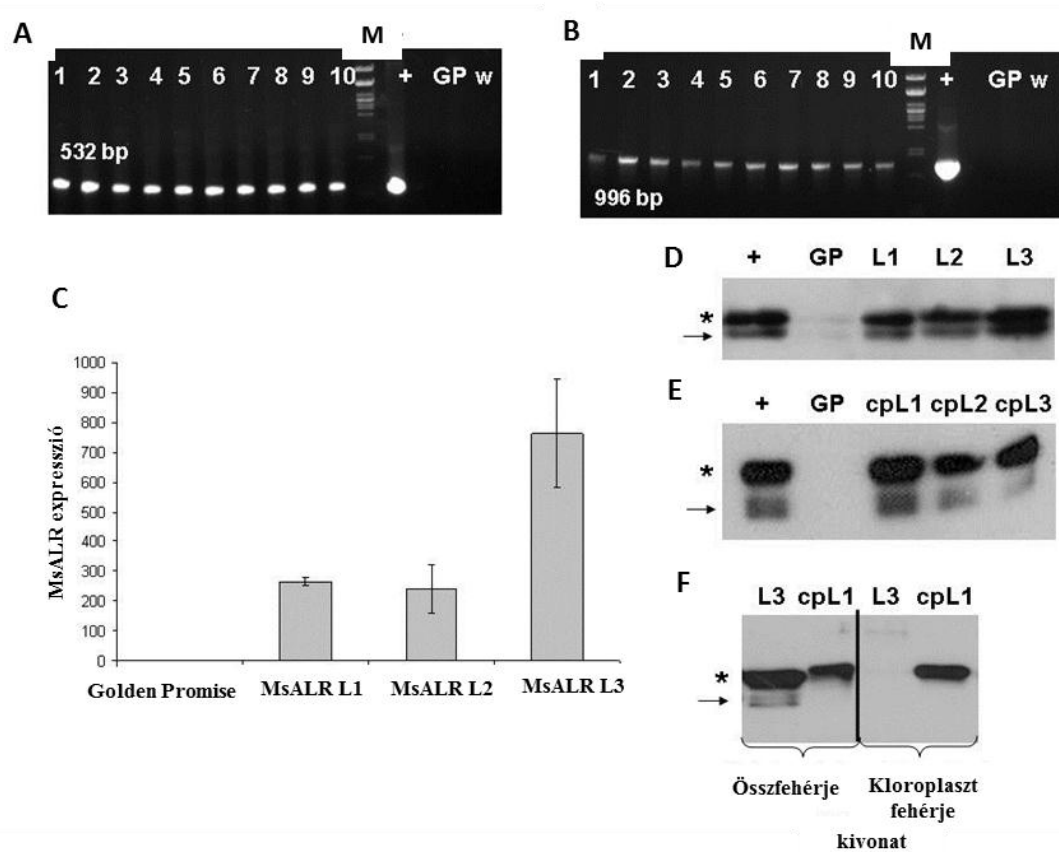 A
M
1 2 3 4 5 6 7 8 9 10 + GP w
532 bp
B
M
1 2 3 4 5 6 7 8 9 10 + GP w
996 bp
C
MsALR expresszió
1000
900
800
700
600
500
400
300
200
100
0
Golden Promise MsALR L1 MsALR L2 MsALR L3
D
+ GP L1 L2 L3
*
E
+ GP cpL1 cpL2 cpL3
*
F
L3 cpL1 L3 cpL1
*
Összfehérje Kloroplaszt
fehérje
kivonat